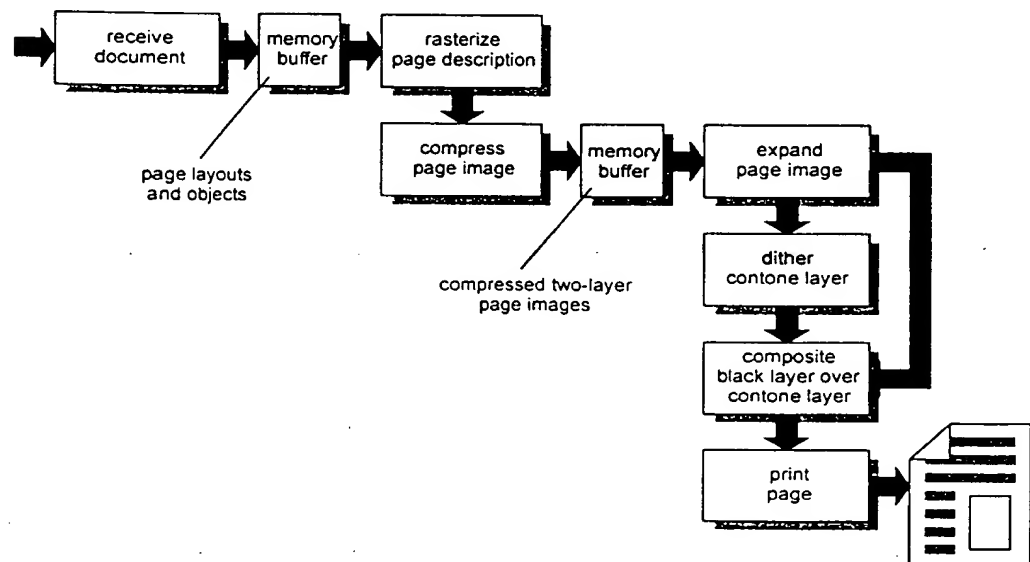 receive
document
memory
buffer
rasterize
page description
compress
page image
memory
buffer
expand
page image
page layouts
and objects
dither
contone layer
compressed two-layer
page images
composite
black layer over
contone layer
print
page